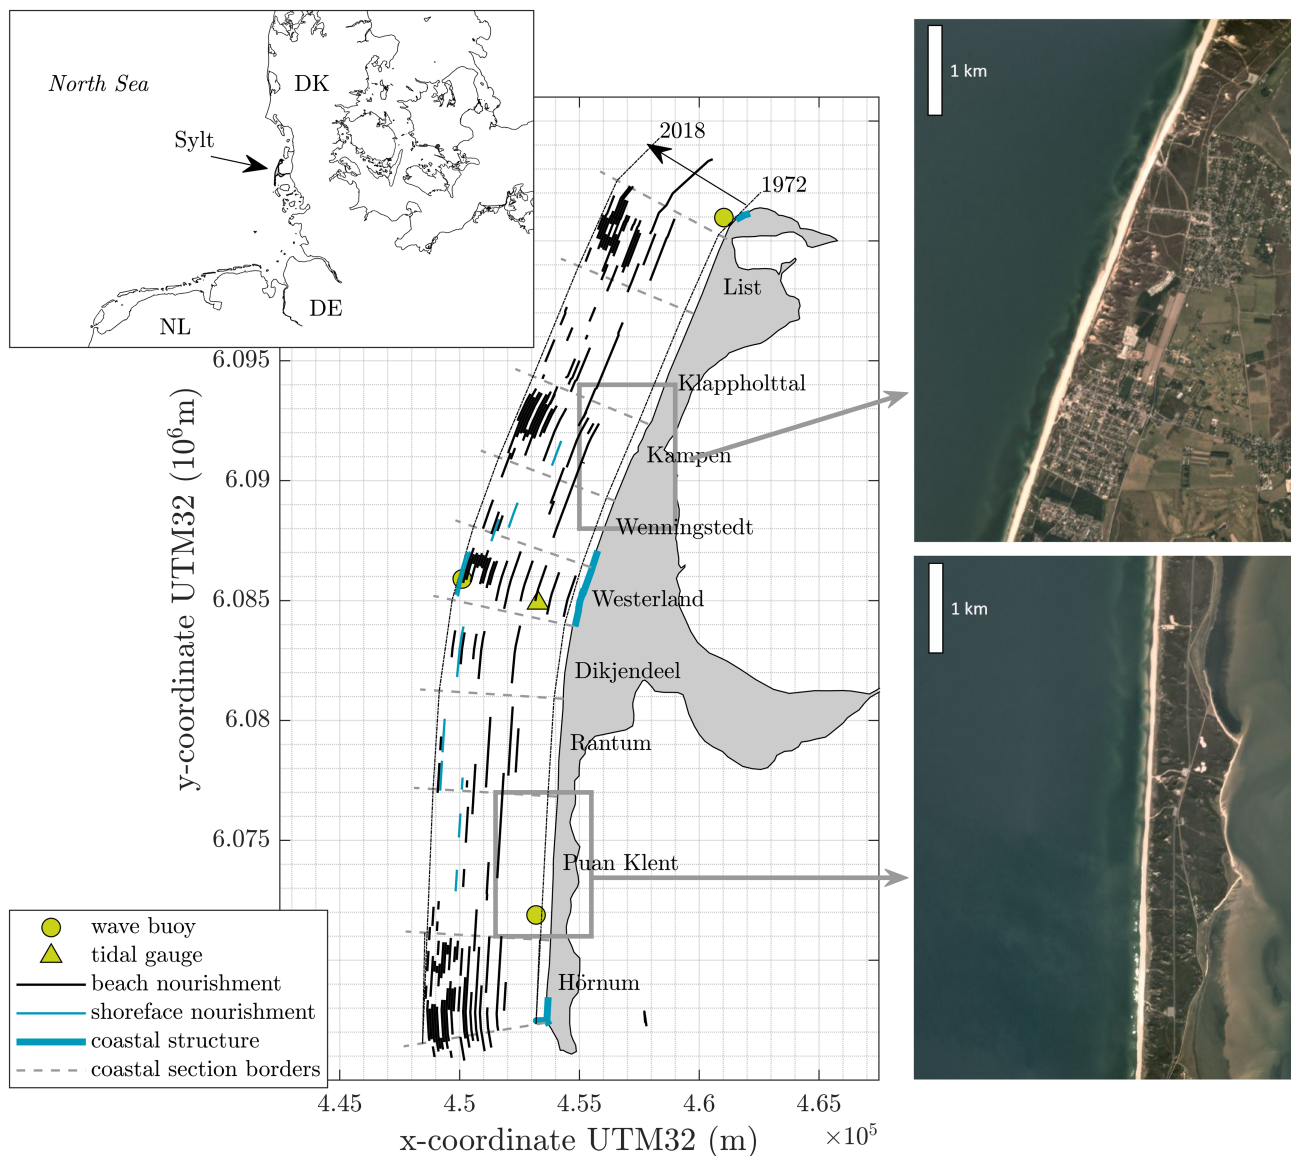 North Sea
DK
Sylt
DE
NL
2018
1972
List
Klappholttal
Kampen
Wenningstedt
Westerland
Dikjendeel
Rantum
Puan Klent
Hörnum
6.095
6.09
6.085
6.08
6.075
y-coordinate UTM32 (10⁶m)
wave buoy
tidal gauge
beach nourishment
shoreface nourishment
coastal structure
coastal section borders
4.45
4.5
4.55
4.6
4.65
x-coordinate UTM32 (m)
×10⁵
1 km
1 km